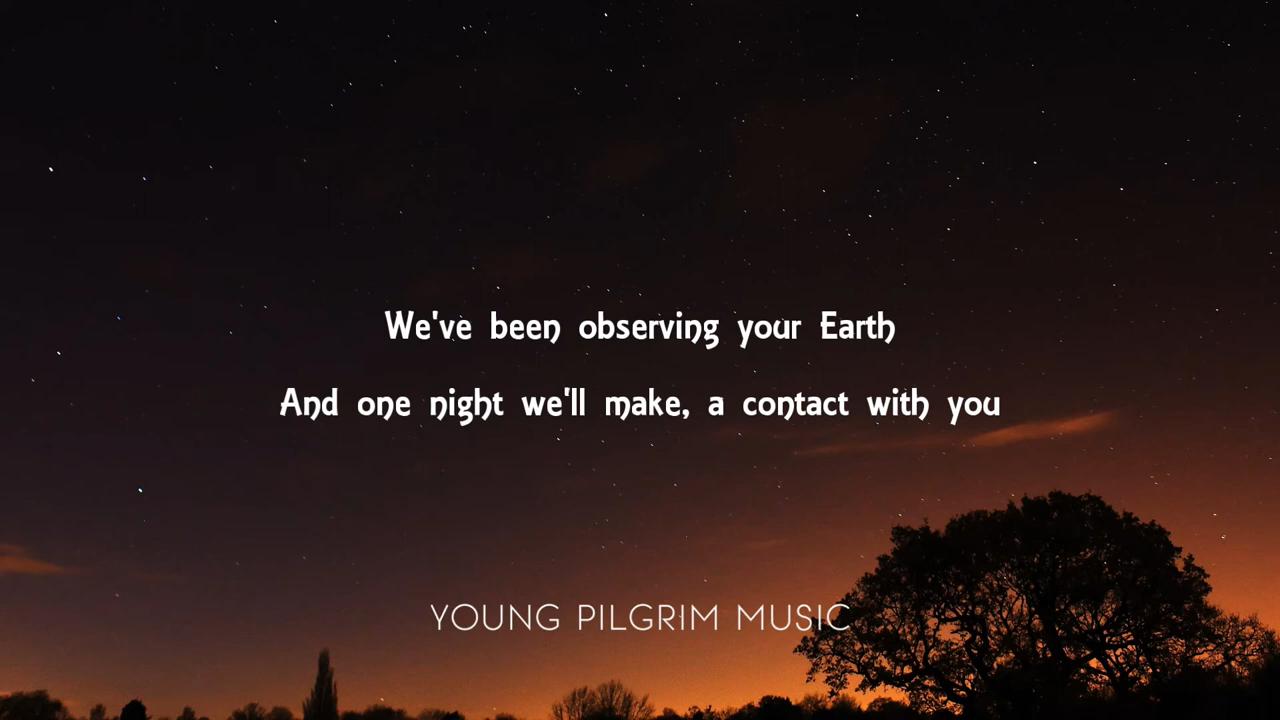 We've been observing your Earth
And one night we'll make, a contact with you
YOUNG PILGRIM MUSIC